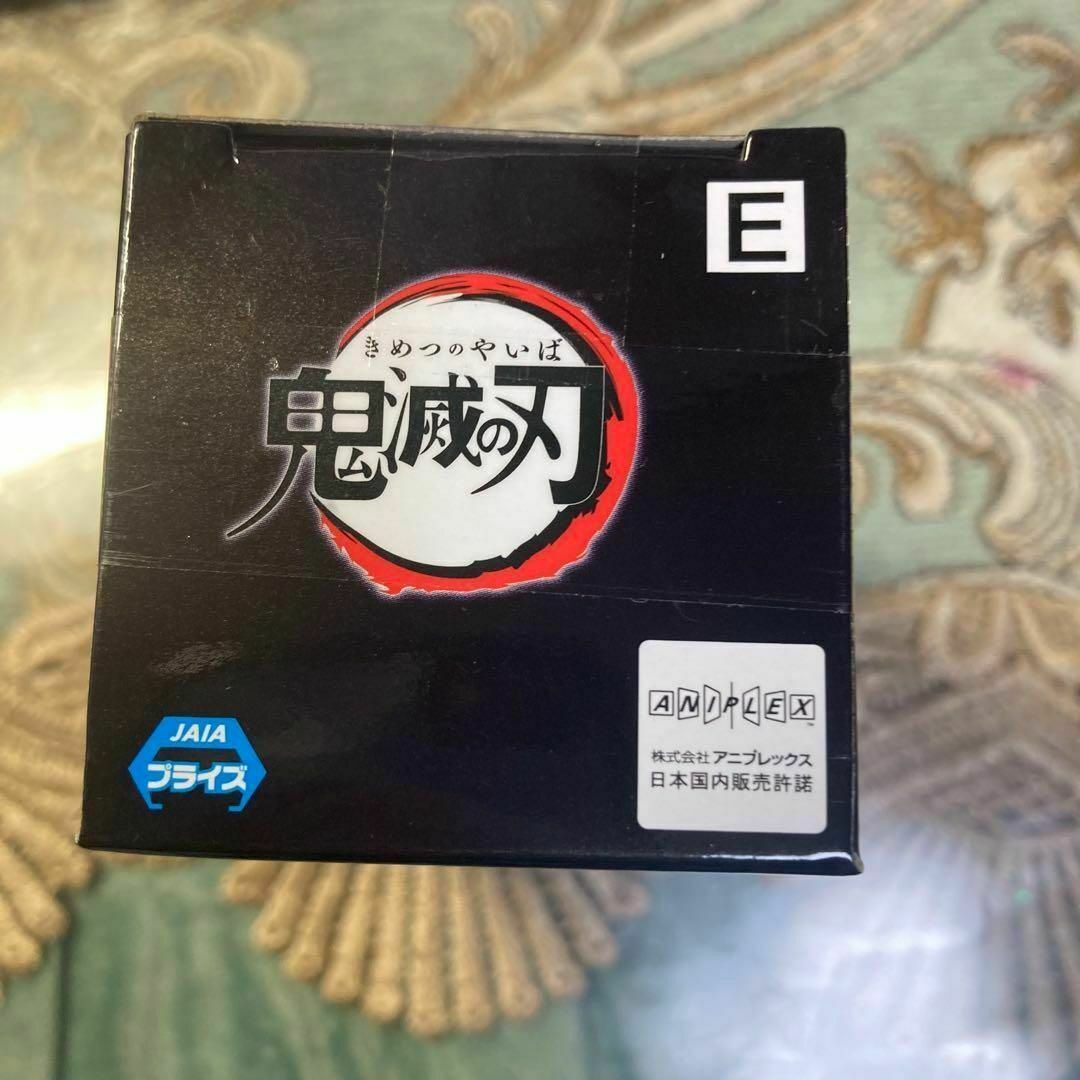 E
きめつのやいば
鬼滅の刃
JAIA
プライズ
ANIPLEX
TM
株式会社アニプレックス
日本国内販売許諾